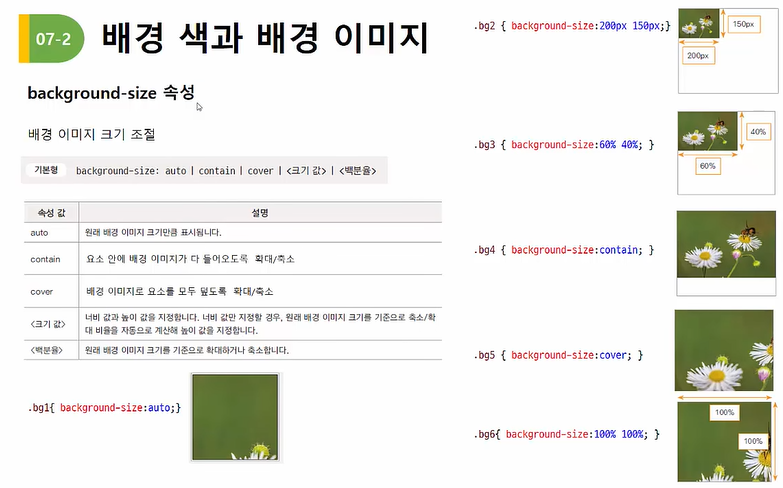 07-2 배경 색과 배경 이미지
background-size 속성
배경 이미지 크기 조절
기본형 background-size: auto | contain | cover | <크기 값> | <백분율>
속성 값 설명
auto 원래 배경 이미지 크기만큼 표시됩니다.
contain 요소 안에 배경 이미지가 다 들어오도록 확대/축소
cover 배경 이미지로 요소를 모두 덮도록 확대/축소
<크기 값> 너비 값과 높이 값을 지정합니다. 너비 값만 지정할 경우, 원래 배경 이미지 크기를 기준으로 축소/확
대 비율을 자동으로 계산해 높이 값을 지정합니다.
<백분율> 원래 배경 이미지 크기를 기준으로 확대하거나 축소합니다.
.bg1{ background-size:auto;}
.bg2 { background-size:200px 150px;}
150px
200px
.bg3 { background-size:60% 40%; }
40%
60%
.bg4 { background-size:contain; }
.bg5 { background-size:cover; }
.bg6{ background-size:100% 100%; }
100%
100%